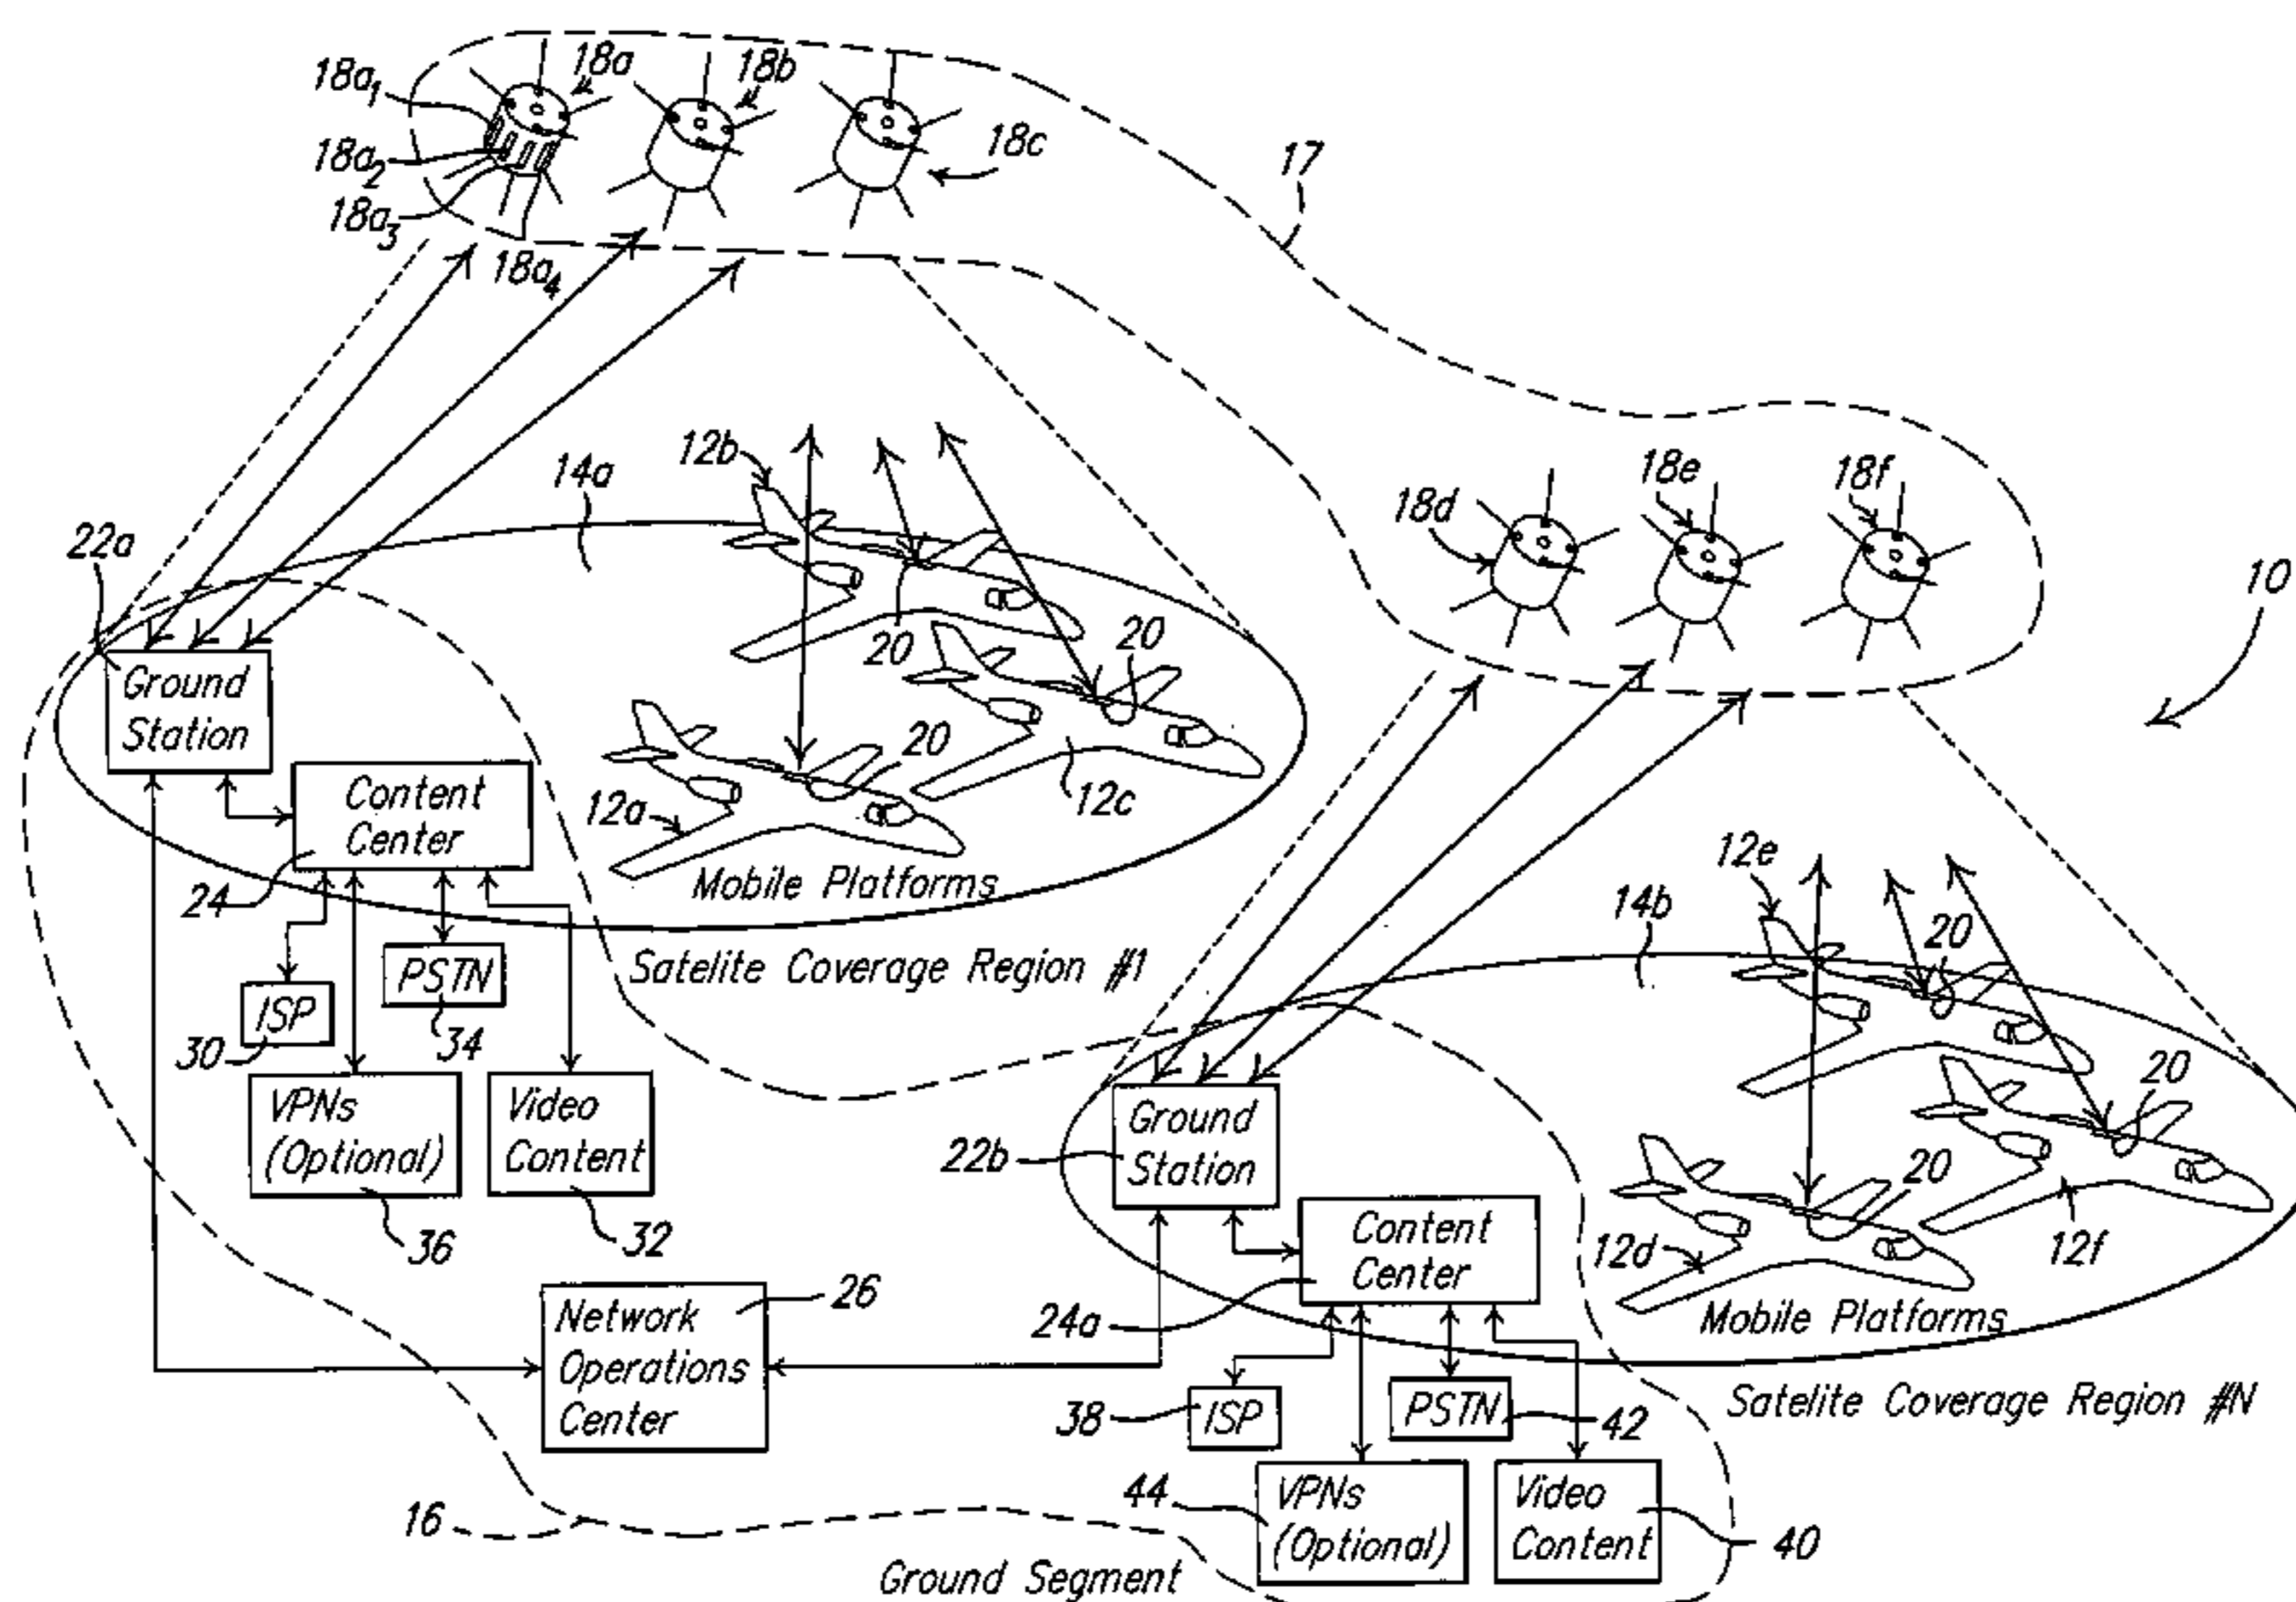 18a1
18a
18b
18a2
18c
17
18a3
18a4
12b
14a
18e
18f
18d
22a
10
20
20
Ground
Station
20
Content
Center
12a
12c
12e
24
Mobile Platforms
14b
20
PSTN
Satelite Coverage Region #1
ISP
30
34
20
VPNs
(Optional)
Video
Content
Ground
Station
22b
20
36
32
Content
Center
12d
12f
26
Network
Operations
Center
24a
Mobile Platforms
38
ISP
PSTN
42
Satelite Coverage Region #N
44
VPNs
(Optional)
Video
Content
40
16
Ground Segment